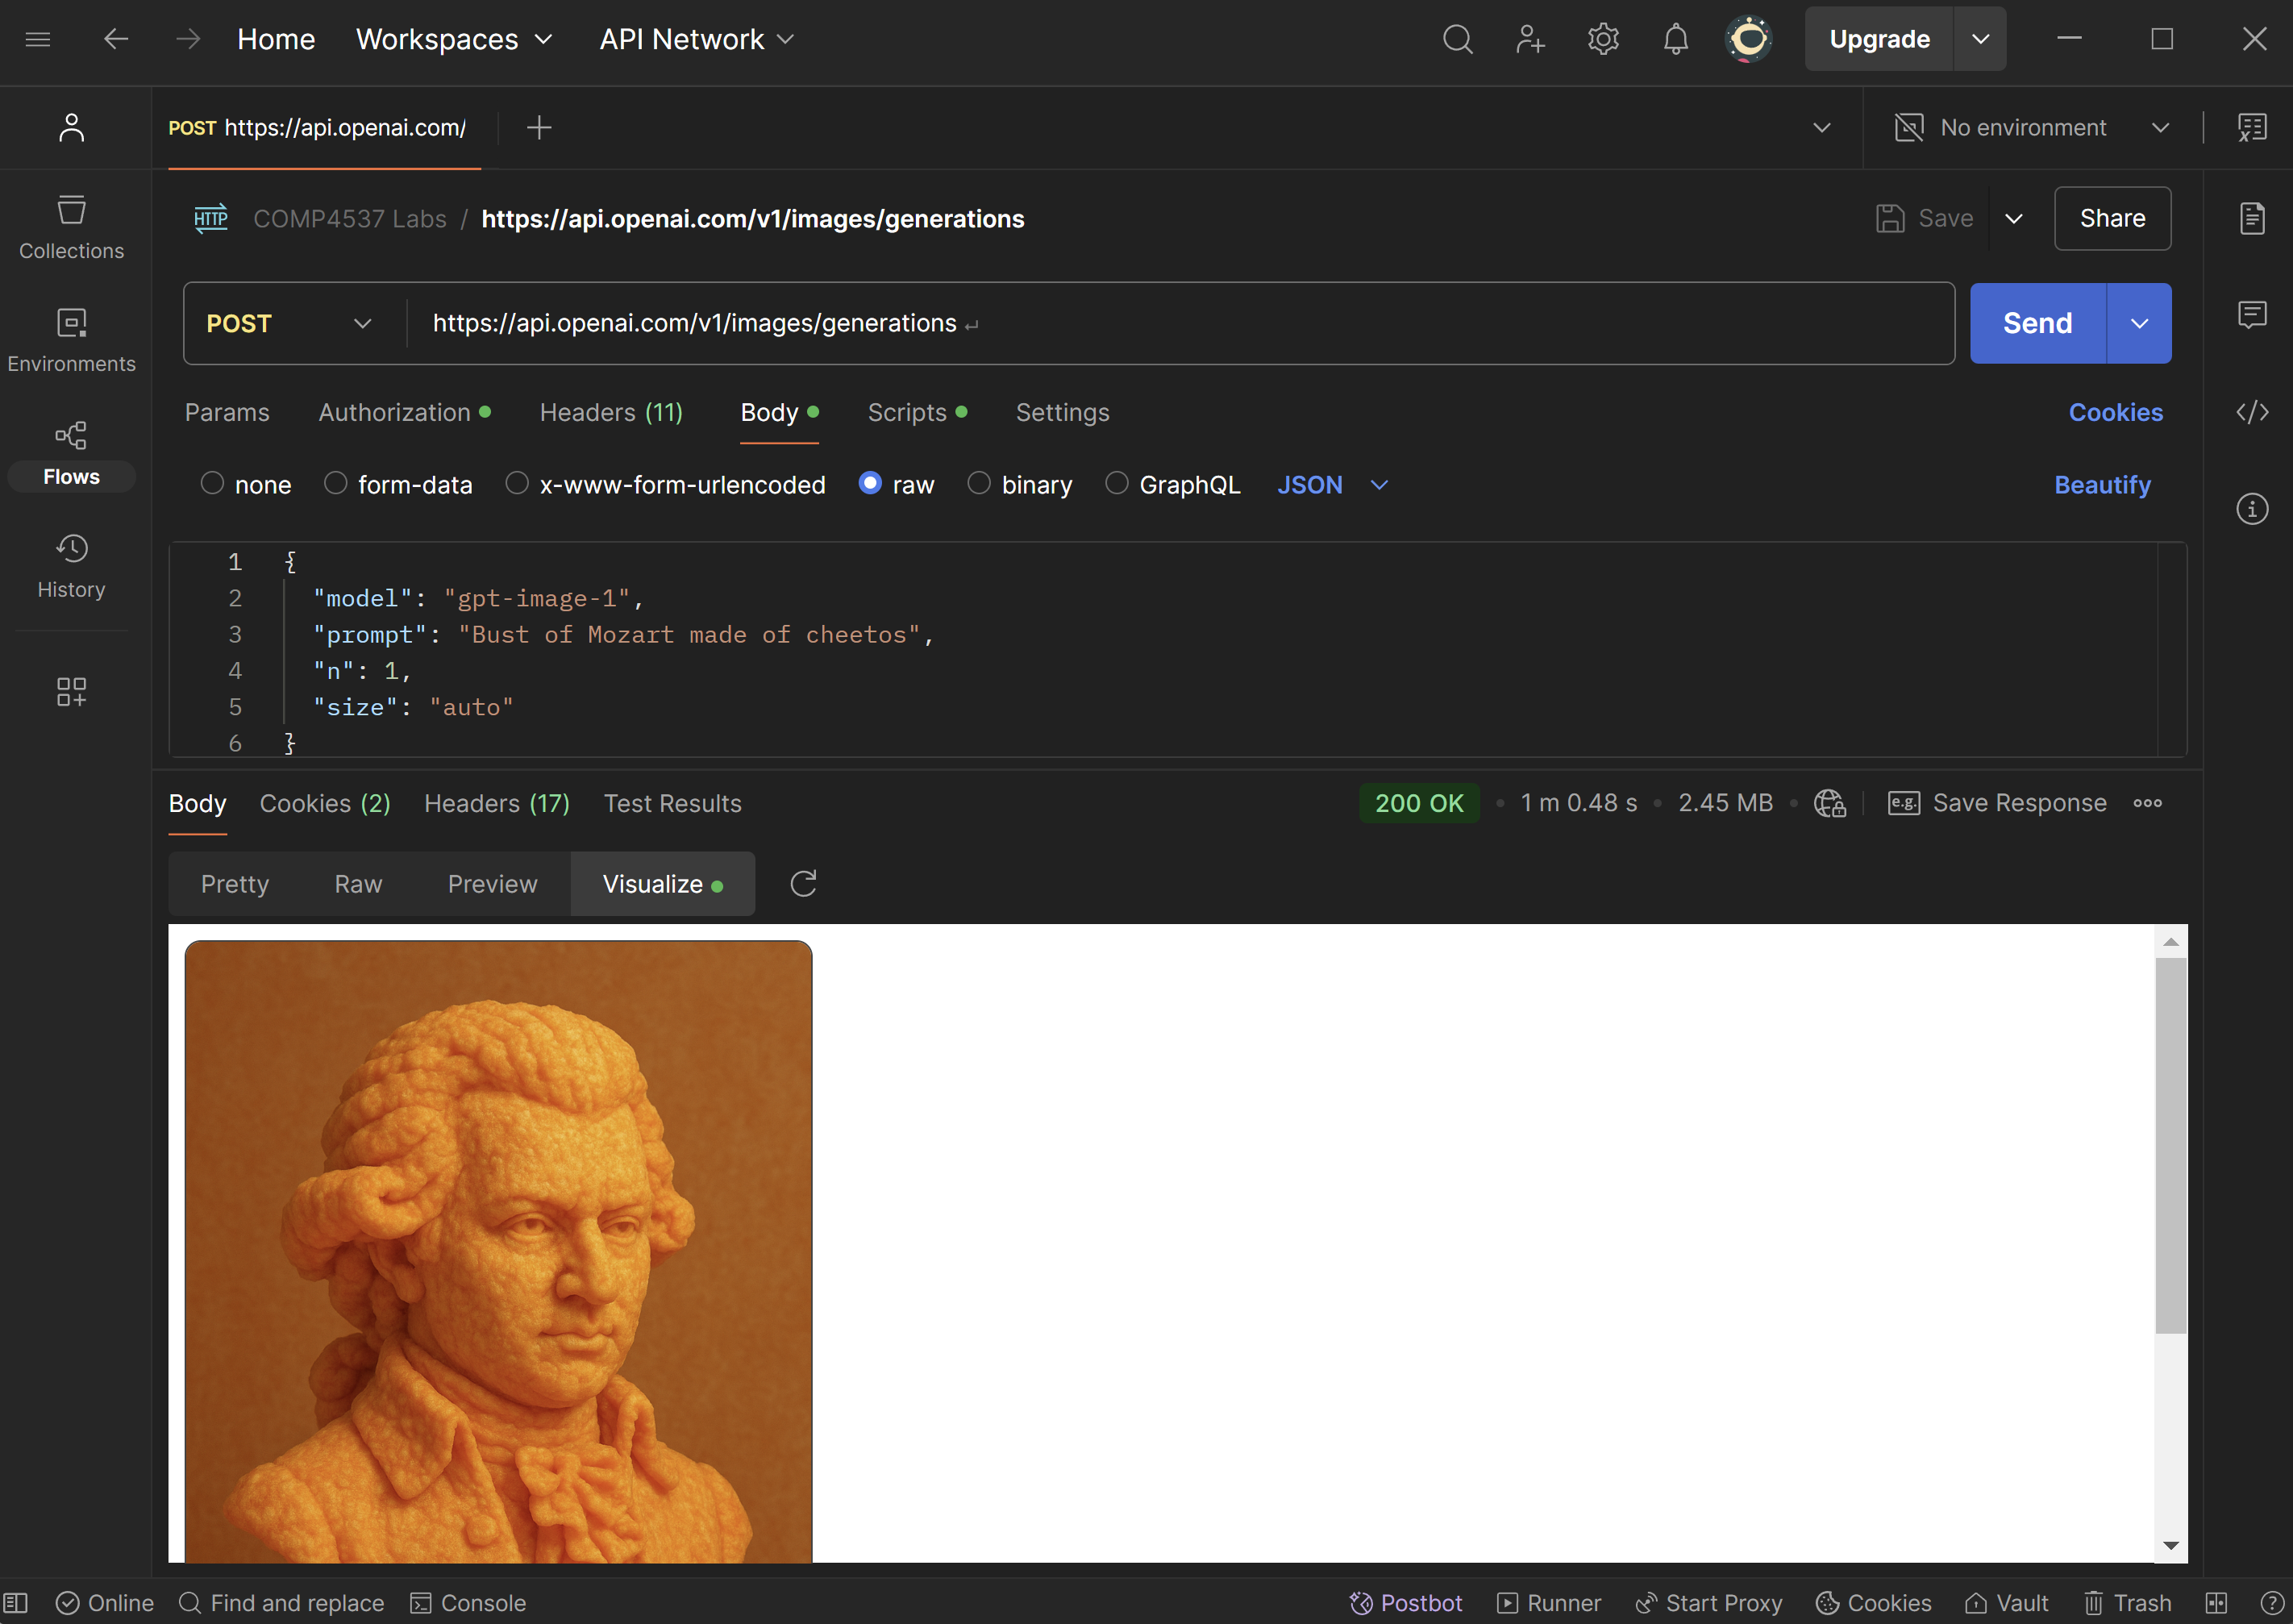 Home Workspaces API Network Upgrade
POST https://api.openai.com/ No environment
HTTP COMP4537 Labs / https://api.openai.com/v1/images/generations Save Share
Collections
POST https://api.openai.com/v1/images/generations Send
Environments
Params Authorization Headers (11) Body Scripts Settings Cookies
Flows
none form-data x-www-form-urlencoded raw binary GraphQL JSON Beautify
History
1 {
2 "model": "gpt-image-1",
3 "prompt": "Bust of Mozart made of cheetos",
4 "n": 1,
5 "size": "auto"
6 }
Body Cookies (2) Headers (17) Test Results 200 OK • 1 m 0.48 s • 2.45 MB • e.g. Save Response
Pretty Raw Preview Visualize
Online Find and replace Console Postbot Runner Start Proxy Cookies Vault Trash